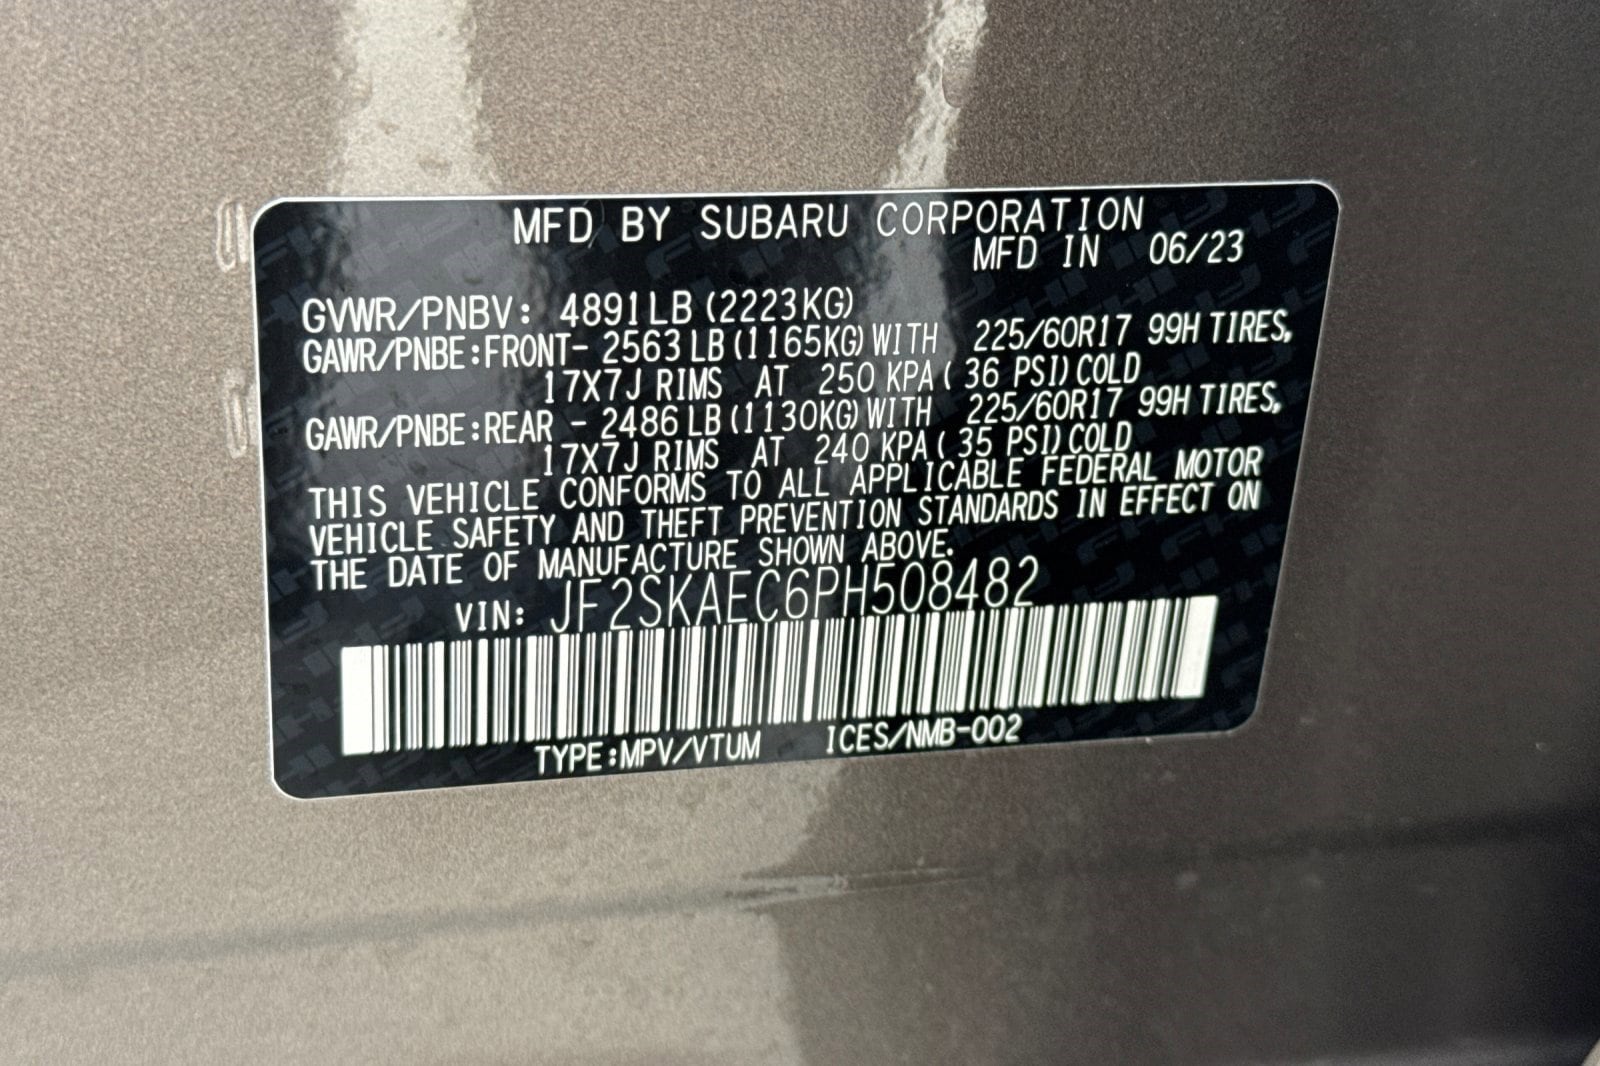 MFD BY SUBARU CORPORATION
MFD IN 06/23
GVWR/PNBV: 4891LB (2223KG)
GAWR/PNBE:FRONT- 2563 LB (1165KG) WITH 225/60R17 99H TIRES,
17X7J RIMS AT 250 KPA ( 36 PSI) COLD
GAWR/PNBE:REAR - 2486 LB (1130KG) WITH 225/60R17 99H TIRES,
17X7J RIMS AT 240 KPA ( 35 PSI) COLD
THIS VEHICLE CONFORMS TO ALL APPLICABLE FEDERAL MOTOR
VEHICLE SAFETY AND THEFT PREVENTION STANDARDS IN EFFECT ON
THE DATE OF MANUFACTURE SHOWN ABOVE.
VIN: JF2SKAEC6PH508482
TYPE:MPV/VTUM ICES/NMB-002